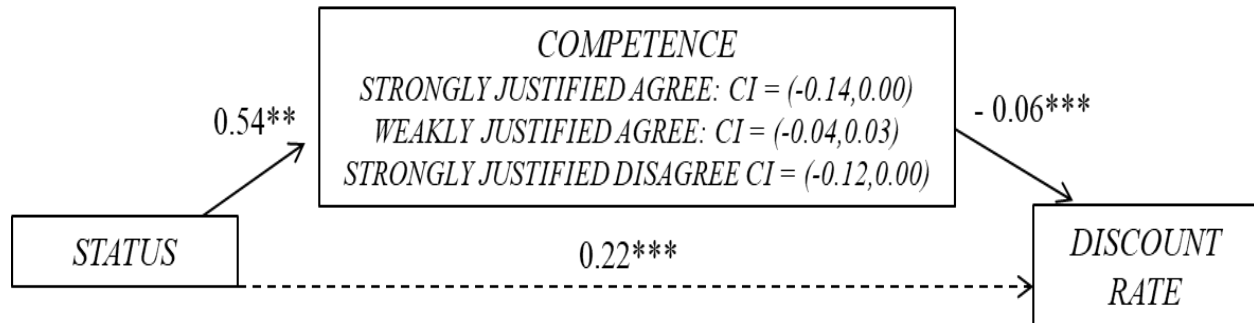 COMPETENCE
STRONGLY JUSTIFIED AGREE: CI = (-0.14,0.00)
WEAKLY JUSTIFIED AGREE: CI = (-0.04,0.03)
STRONGLY JUSTIFIED DISAGREE CI = (-0.12,0.00)
0.54**
- 0.06***
STATUS
0.22***
DISCOUNT
RATE